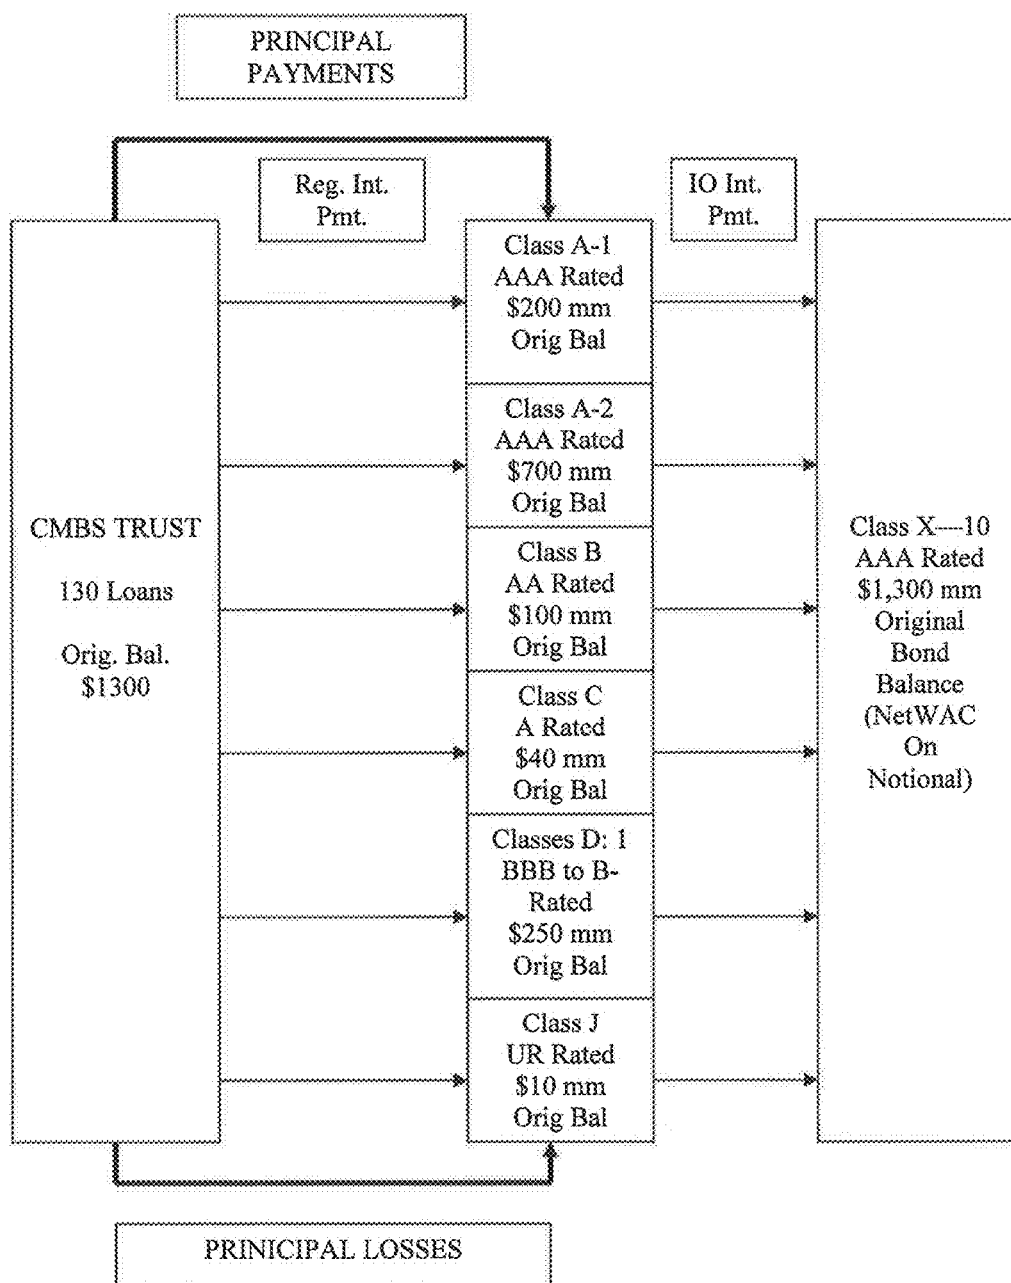 PRINCIPAL
PAYMENTS
Reg. Int.
Pmt.
IO Int.
Pmt.
CMBS TRUST
130 Loans
Orig. Bal.
$1300
Class A-1
AAA Rated
$200 mm
Orig Bal
Class A-2
AAA Rated
$700 mm
Orig Bal
Class B
AA Rated
$100 mm
Orig Bal
Class C
A Rated
$40 mm
Orig Bal
Classes D: 1
BBB to B-
Rated
$250 mm
Orig Bal
Class J
UR Rated
$10 mm
Orig Bal
Class X—10
AAA Rated
$1,300 mm
Original
Bond
Balance
(NetWAC
On
Notional)
PRINICIPAL LOSSES